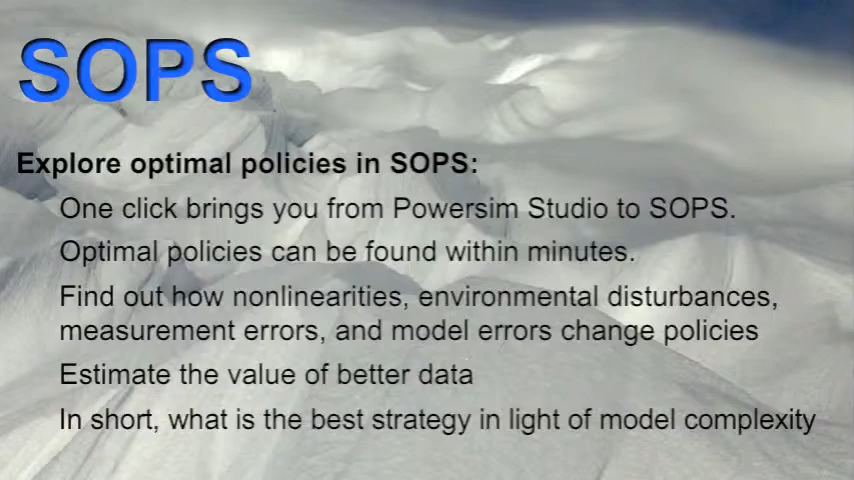 SOPS
Explore optimal policies in SOPS:
One click brings you from Powersim Studio to SOPS.
Optimal policies can be found within minutes.
Find out how nonlinearities, environmental disturbances,
measurement errors, and model errors change policies
Estimate the value of better data
In short, what is the best strategy in light of model complexity